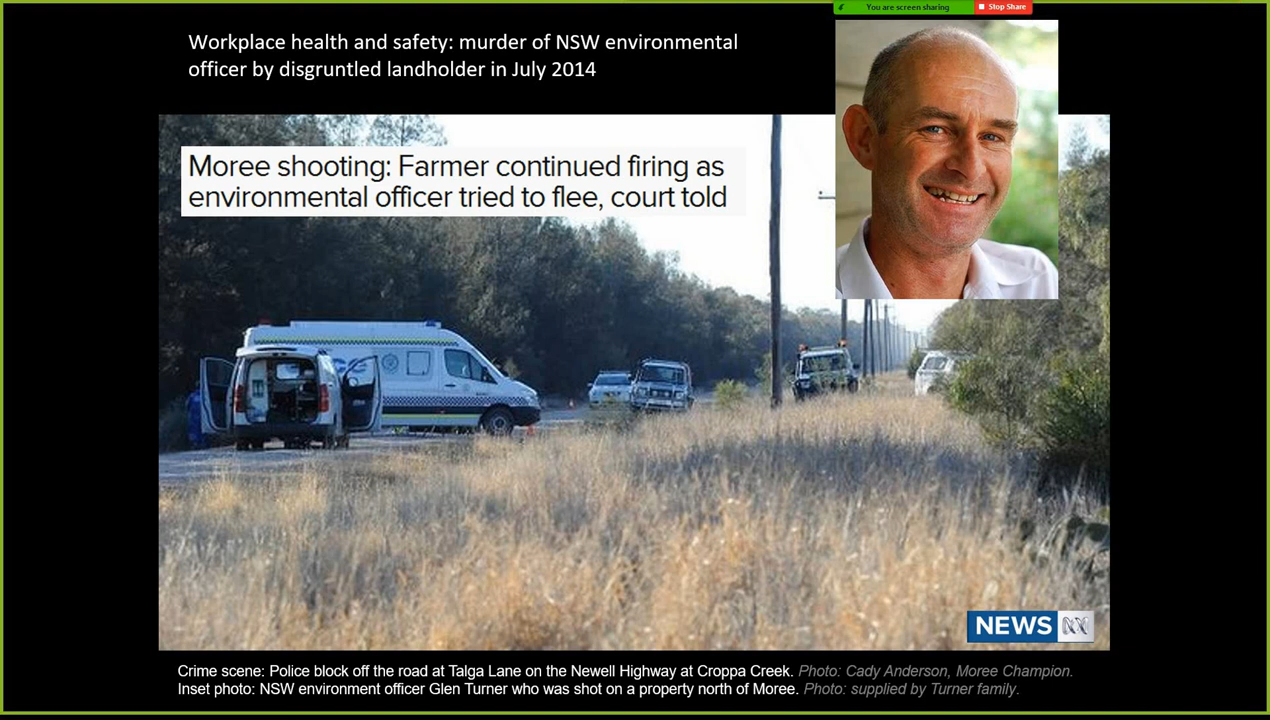 You are screen sharing
Stop Share
Workplace health and safety: murder of NSW environmental
officer by disgruntled landholder in July 2014
Moree shooting: Farmer continued firing as
environmental officer tried to flee, court told
NEWS
Crime scene: Police block off the road at Talga Lane on the Newell Highway at Croppa Creek. Photo: Cady Anderson, Moree Champion.
Inset photo: NSW environment officer Glen Turner who was shot on a property north of Moree. Photo: supplied by Turner family.